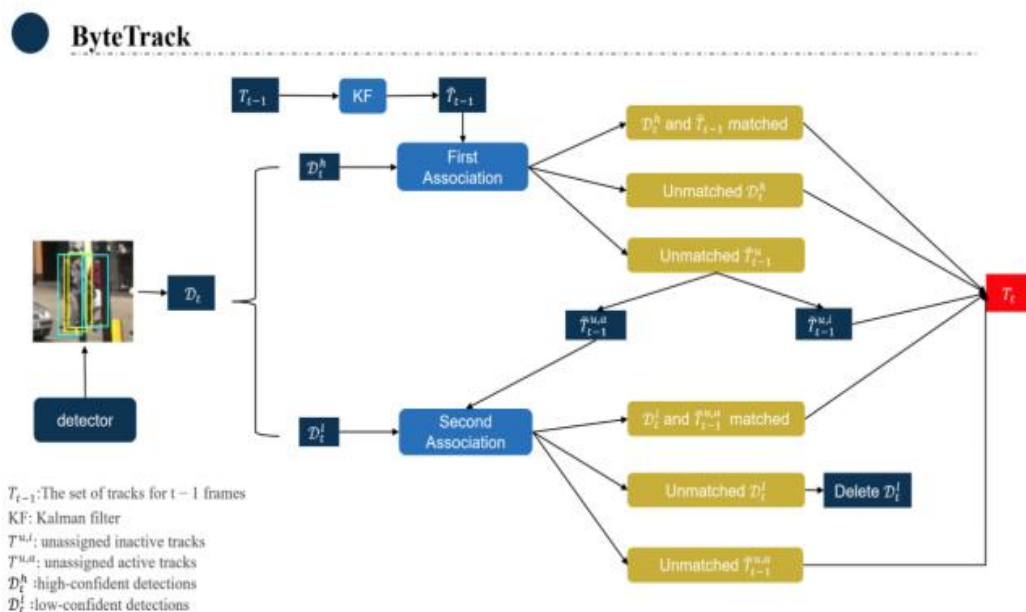 ByteTrack
T_{t−1}
KF
T̂_{t−1}
𝒟_t^h
First
Association
𝒟_t^h and T̂_{t−1} matched
Unmatched 𝒟_t^h
Unmatched T̂_{t−1}^u
𝒟_t
T_t
T̂_{t−1}^{u,a}
T̂_{t−1}^{u,i}
detector
𝒟_t^l
Second
Association
𝒟_t^l and T̂_{t−1}^{u,a} matched
Unmatched 𝒟_t^l
Delete 𝒟_t^l
Unmatched T̂_{t−1}^{u,a}
T_{t−1}:The set of tracks for t − 1 frames
KF: Kalman filter
T^{u,i}: unassigned inactive tracks
T^{u,a}: unassigned active tracks
𝒟_t^h :high-confident detections
𝒟_t^l :low-confident detections